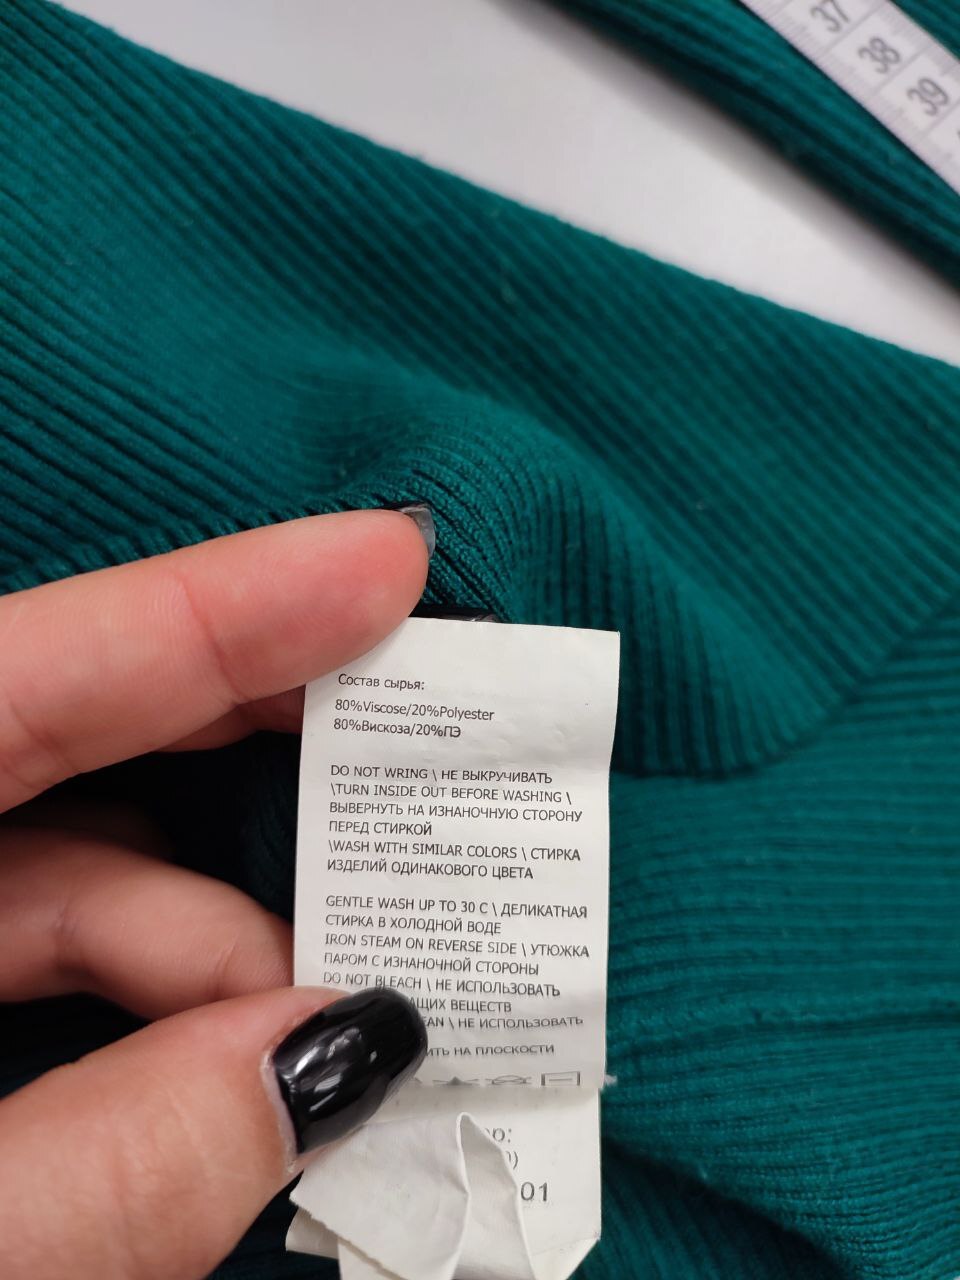 37
38
39
Состав сырья:
80%Viscose/20%Polyester
80%Вискоза/20%ПЭ
DO NOT WRING \ НЕ ВЫКРУЧИВАТЬ
\TURN INSIDE OUT BEFORE WASHING \
ВЫВЕРНУТЬ НА ИЗНАНОЧНУЮ СТОРОНУ
ПЕРЕД СТИРКОЙ
\WASH WITH SIMILAR COLORS \ СТИРКА
ИЗДЕЛИЙ ОДИНАКОВОГО ЦВЕТА
GENTLE WASH UP TO 30 C \ ДЕЛИКАТНАЯ
СТИРКА В ХОЛОДНОЙ ВОДЕ
IRON STEAM ON REVERSE SIDE \ УТЮЖКА
ПАРОМ С ИЗНАНОЧНОЙ СТОРОНЫ
DO NOT BLEACH \ НЕ ИСПОЛЬЗОВАТЬ
ВЕЩЕСТВ
\ НЕ ИСПОЛЬЗОВАТЬ
НА ПЛОСКОСТИ
01